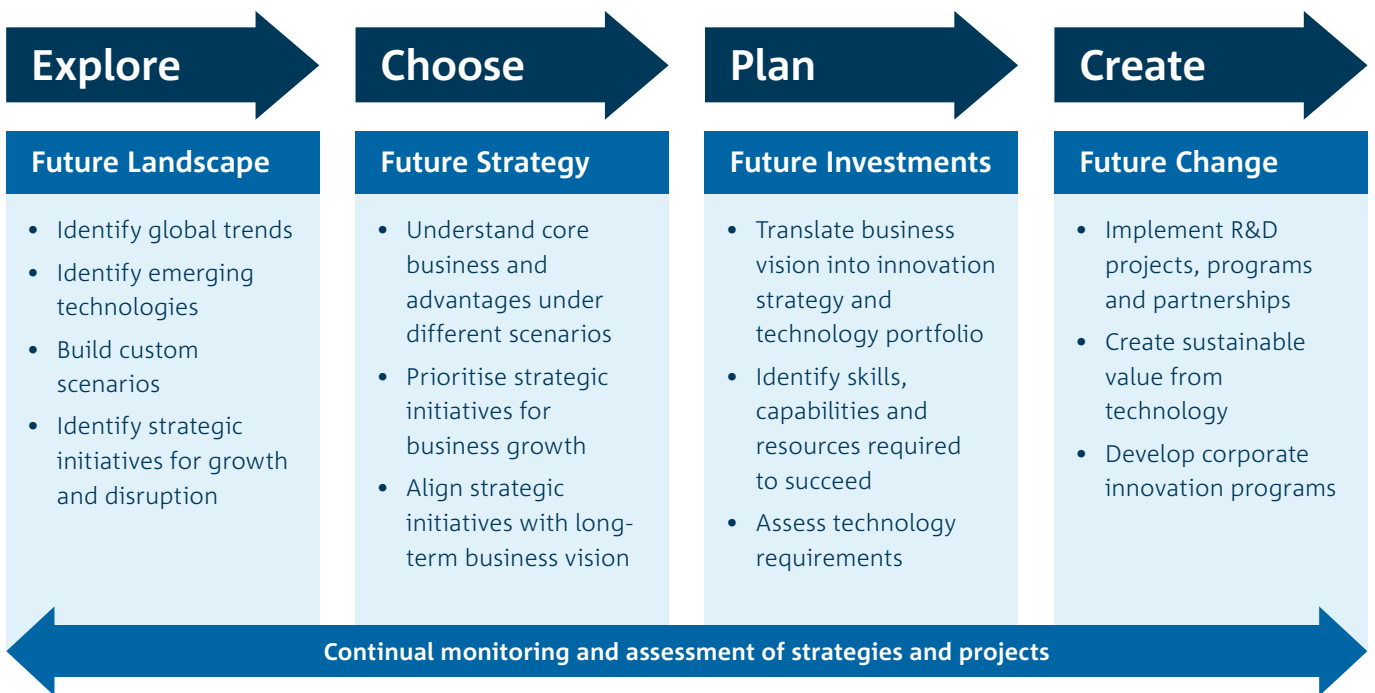 Explore
Future Landscape
• Identify global trends
• Identify emerging
technologies
• Build custom
scenarios
• Identify strategic
initiatives for growth
and disruption
Choose
Future Strategy
• Understand core
business and
advantages under
different scenarios
• Prioritise strategic
initiatives for
business growth
• Align strategic
initiatives with long-
term business vision
Plan
Future Investments
• Translate business
vision into innovation
strategy and
technology portfolio
• Identify skills,
capabilities and
resources required
to succeed
• Assess technology
requirements
Create
Future Change
• Implement R&D
projects, programs
and partnerships
• Create sustainable
value from
technology
• Develop corporate
innovation programs
Continual monitoring and assessment of strategies and projects